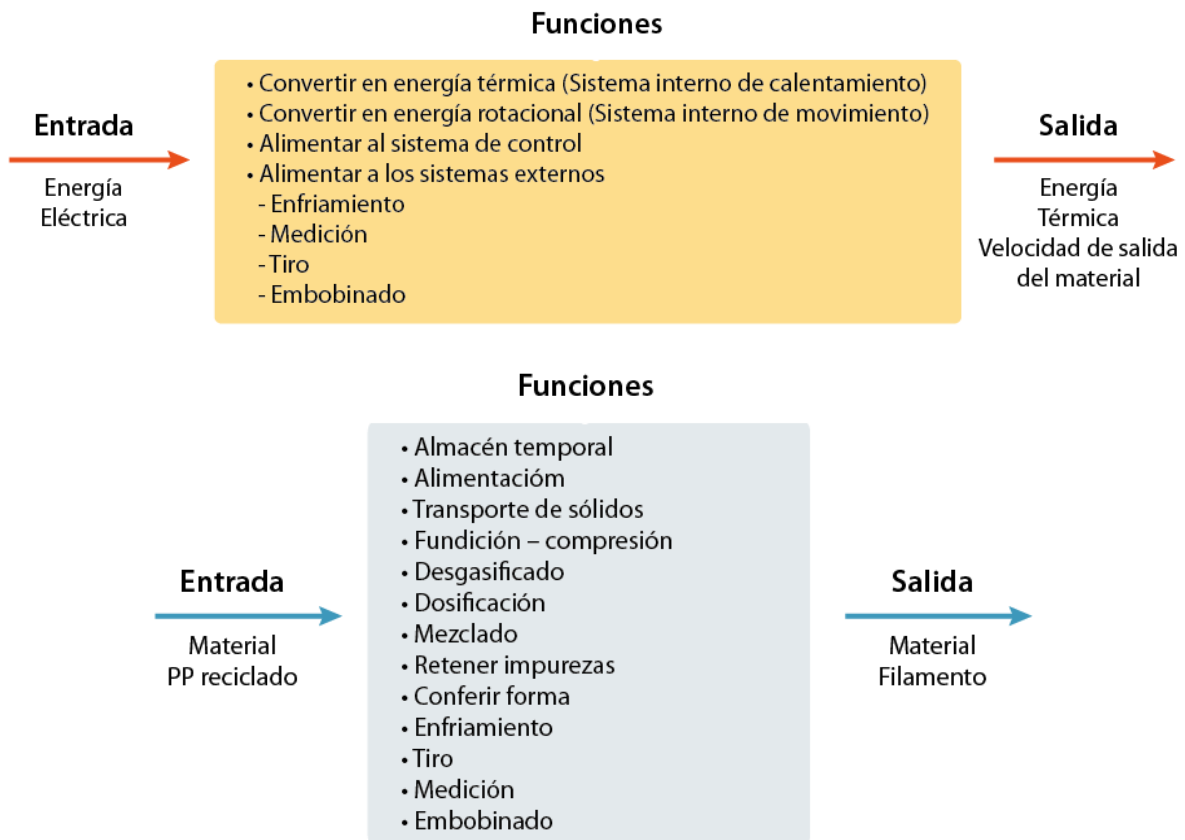 Funciones
Entrada
Energía
Eléctrica
• Convertir en energía térmica (Sistema interno de calentamiento)
• Convertir en energía rotacional (Sistema interno de movimiento)
• Alimentar al sistema de control
• Alimentar a los sistemas externos
- Enfriamiento
- Medición
- Tiro
- Embobinado
Salida
Energía
Térmica
Velocidad de salida
del material
Funciones
Entrada
Material
PP reciclado
• Almacén temporal
• Alimentacióm
• Transporte de sólidos
• Fundición – compresión
• Desgasificado
• Dosificación
• Mezclado
• Retener impurezas
• Conferir forma
• Enfriamiento
• Tiro
• Medición
• Embobinado
Salida
Material
Filamento